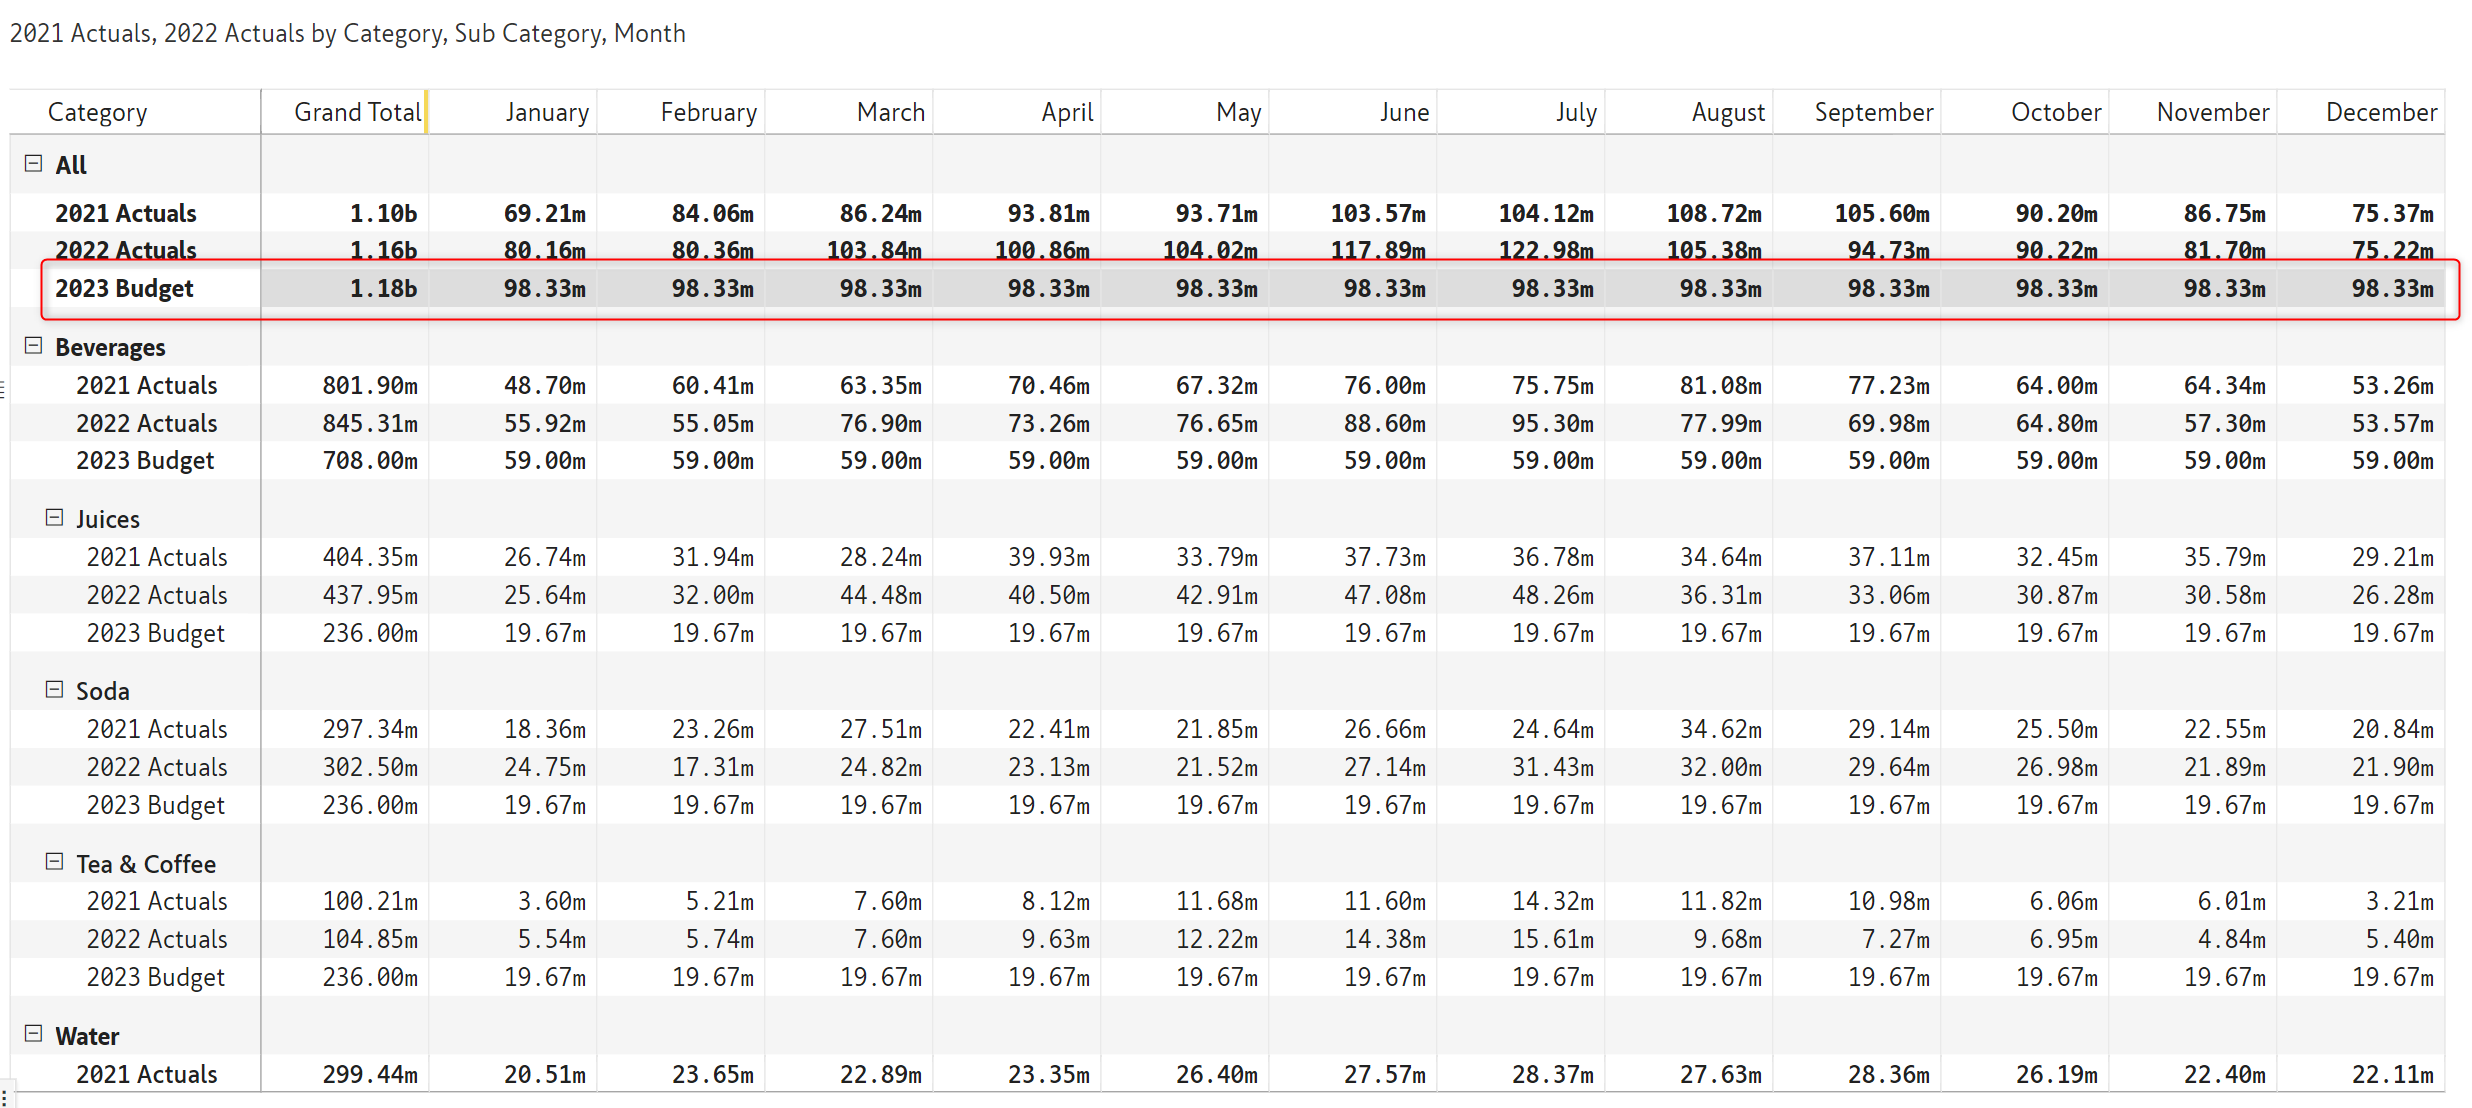 2021 Actuals, 2022 Actuals by Category, Sub Category, Month
Category Grand Total January February March April May June July August September October November December
All
2021 Actuals 1.10b 69.21m 84.06m 86.24m 93.81m 93.71m 103.57m 104.12m 108.72m 105.60m 90.20m 86.75m 75.37m
2022 Actuals 1.16b 80.16m 80.36m 103.84m 100.86m 104.02m 117.89m 122.98m 105.38m 94.73m 90.22m 81.70m 75.22m
2023 Budget 1.18b 98.33m 98.33m 98.33m 98.33m 98.33m 98.33m 98.33m 98.33m 98.33m 98.33m 98.33m 98.33m
Beverages
2021 Actuals 801.90m 48.70m 60.41m 63.35m 70.46m 67.32m 76.00m 75.75m 81.08m 77.23m 64.00m 64.34m 53.26m
2022 Actuals 845.31m 55.92m 55.05m 76.90m 73.26m 76.65m 88.60m 95.30m 77.99m 69.98m 64.80m 57.30m 53.57m
2023 Budget 708.00m 59.00m 59.00m 59.00m 59.00m 59.00m 59.00m 59.00m 59.00m 59.00m 59.00m 59.00m 59.00m
Juices
2021 Actuals 404.35m 26.74m 31.94m 28.24m 39.93m 33.79m 37.73m 36.78m 34.64m 37.11m 32.45m 35.79m 29.21m
2022 Actuals 437.95m 25.64m 32.00m 44.48m 40.50m 42.91m 47.08m 48.26m 36.31m 33.06m 30.87m 30.58m 26.28m
2023 Budget 236.00m 19.67m 19.67m 19.67m 19.67m 19.67m 19.67m 19.67m 19.67m 19.67m 19.67m 19.67m 19.67m
Soda
2021 Actuals 297.34m 18.36m 23.26m 27.51m 22.41m 21.85m 26.66m 24.64m 34.62m 29.14m 25.50m 22.55m 20.84m
2022 Actuals 302.50m 24.75m 17.31m 24.82m 23.13m 21.52m 27.14m 31.43m 32.00m 29.64m 26.98m 21.89m 21.90m
2023 Budget 236.00m 19.67m 19.67m 19.67m 19.67m 19.67m 19.67m 19.67m 19.67m 19.67m 19.67m 19.67m 19.67m
Tea & Coffee
2021 Actuals 100.21m 3.60m 5.21m 7.60m 8.12m 11.68m 11.60m 14.32m 11.82m 10.98m 6.06m 6.01m 3.21m
2022 Actuals 104.85m 5.54m 5.74m 7.60m 9.63m 12.22m 14.38m 15.61m 9.68m 7.27m 6.95m 4.84m 5.40m
2023 Budget 236.00m 19.67m 19.67m 19.67m 19.67m 19.67m 19.67m 19.67m 19.67m 19.67m 19.67m 19.67m 19.67m
Water
2021 Actuals 299.44m 20.51m 23.65m 22.89m 23.35m 26.40m 27.57m 28.37m 27.63m 28.36m 26.19m 22.40m 22.11m